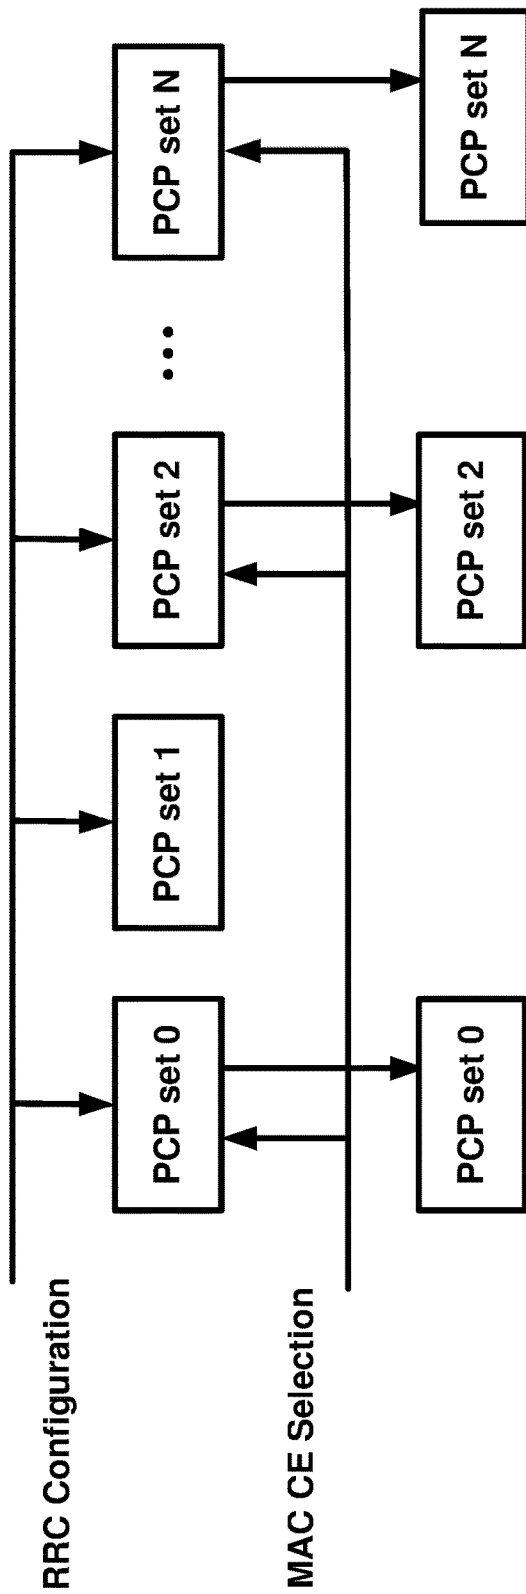 RRC Configuration
PCP set 0
PCP set 1
PCP set 2
...
PCP set N
MAC CE Selection
PCP set 0
PCP set 2
PCP set N